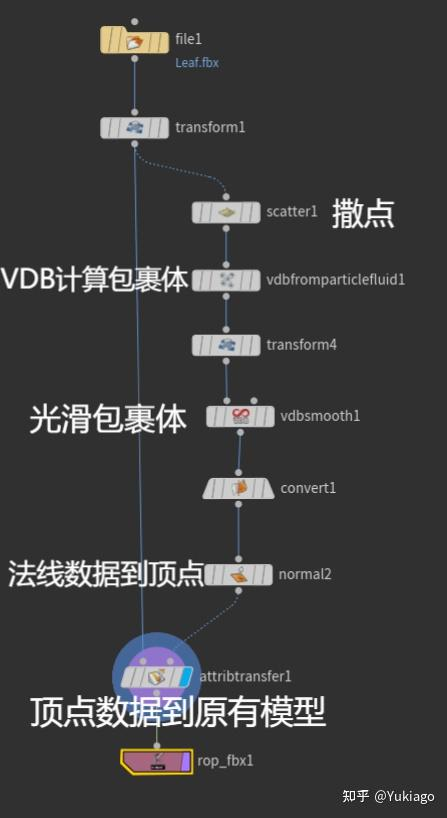 file1
Leaf.fbx
transform1
scatter1 撒点
VDB计算包裹体 vdbfromparticlefluid1
transform4
光滑包裹体 vdbsmooth1
convert1
法线数据到顶点 normal2
attribtransfer1
顶点数据到原有模型
rop_fbx1
知乎 @Yukiago